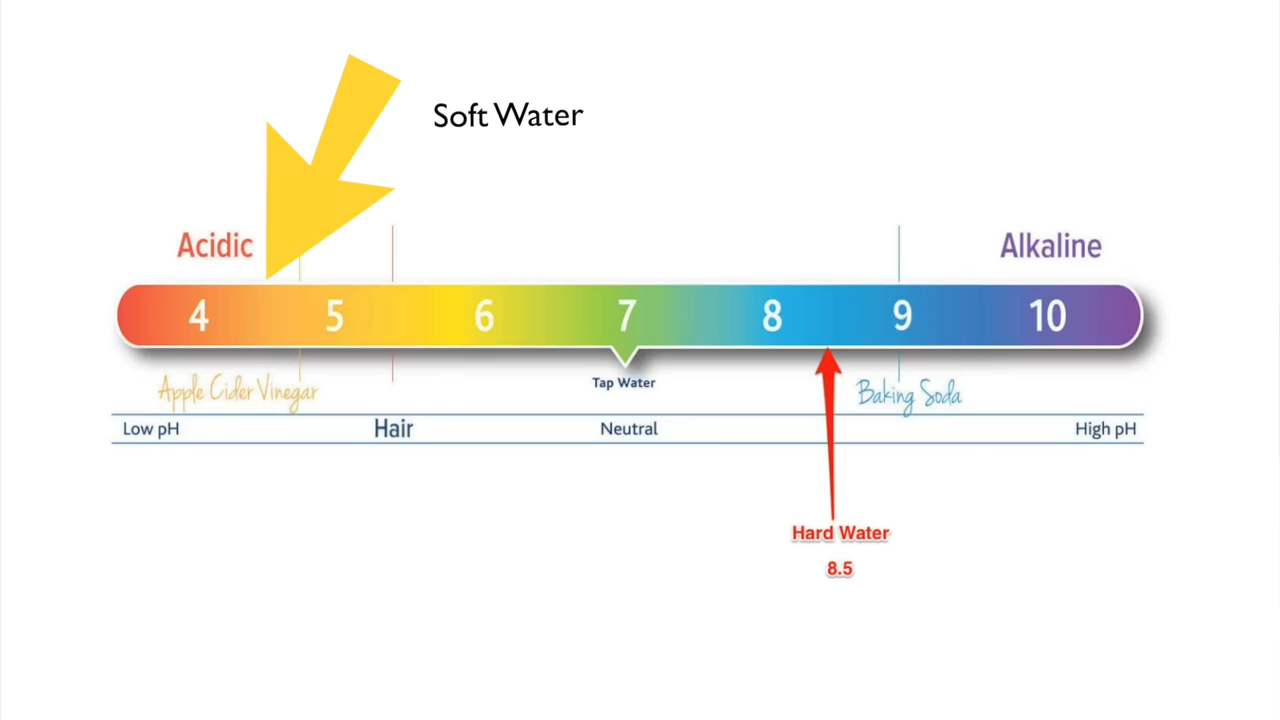 Soft Water
Acidic
Alkaline
4 5 6 7 8 9 10
Apple Cider Vinegar
Tap Water
Baking Soda
Low pH Hair Neutral High pH
Hard Water
8.5